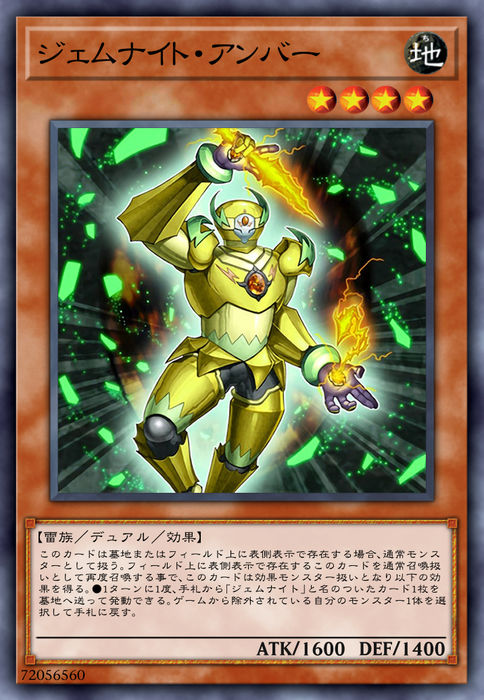 ジェムナイト・アンバー
ち
地
【雷族／デュアル／効果】
このカードは墓地またはフィールド上に表側表示で存在する場合、通常モンス
ターとして扱う。フィールド上に表側表示で存在するこのカードを通常召喚扱
いとして再度召喚する事で、このカードは効果モンスター扱いとなり以下の効
果を得る。●1ターンに1度、手札から「ジェムナイト」と名のついたカード1枚を
墓地へ送って発動できる。ゲームから除外されている自分のモンスター1体を選
択して手札に戻す。
ATK/1600 DEF/1400
72056560